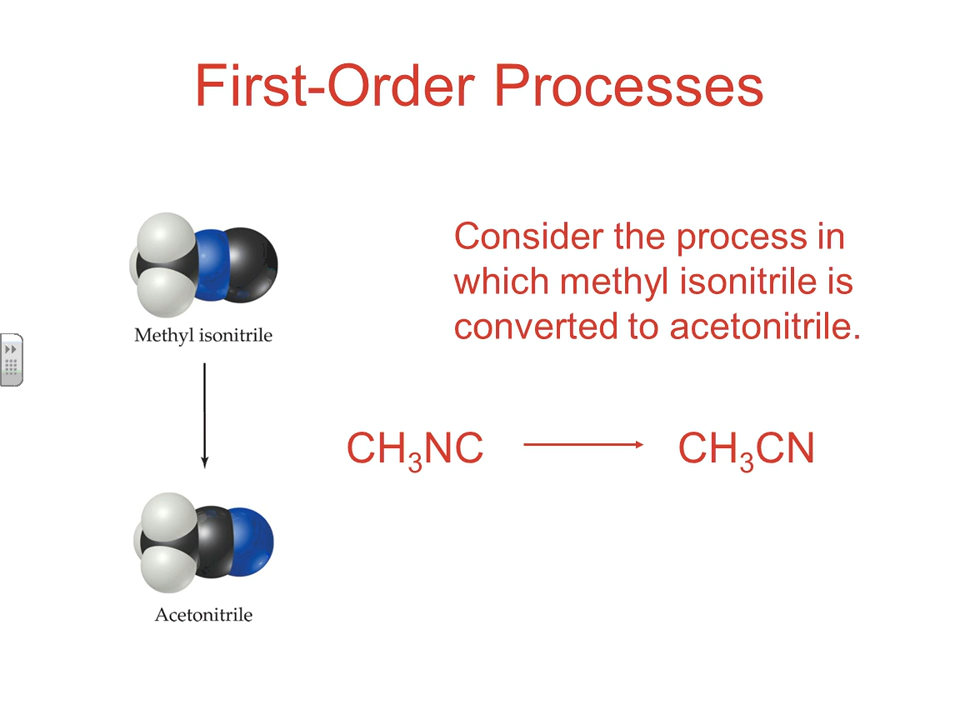 First-Order Processes
Consider the process in
which methyl isonitrile is
converted to acetonitrile.
Methyl isonitrile
CH₃NC CH₃CN
Acetonitrile